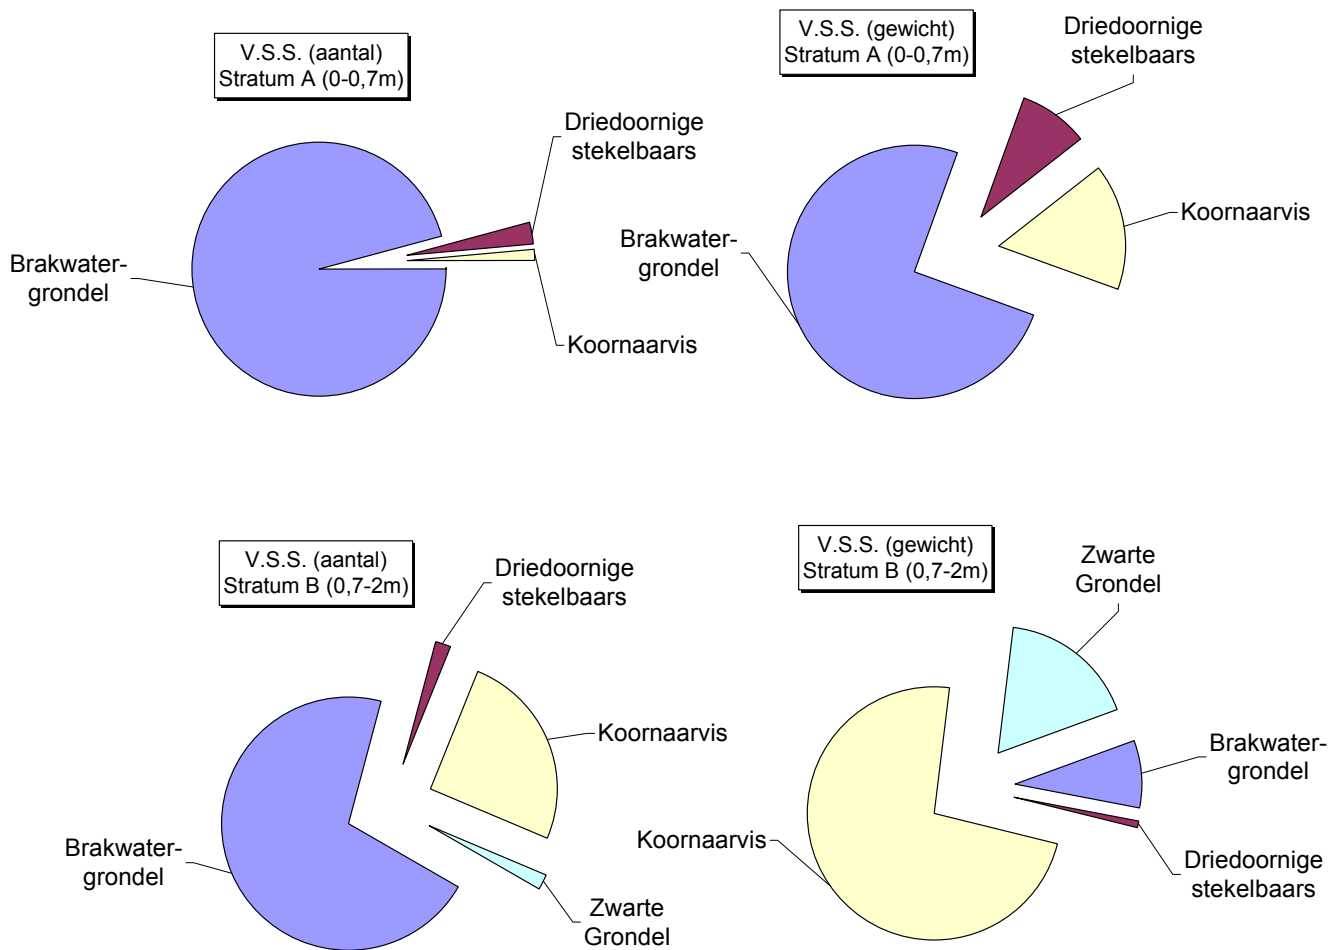 V.S.S. (aantal)
Stratum A (0-0,7m)
Driedoornige
stekelbaars
Brakwater-
grondel
Koornaarvis
V.S.S. (gewicht)
Stratum A (0-0,7m)
Driedoornige
stekelbaars
Koornaarvis
Brakwater-
grondel
V.S.S. (aantal)
Stratum B (0,7-2m)
Driedoornige
stekelbaars
Koornaarvis
Brakwater-
grondel
Zwarte
Grondel
V.S.S. (gewicht)
Stratum B (0,7-2m)
Zwarte
Grondel
Brakwater-
grondel
Koornaarvis
Driedoornige
stekelbaars